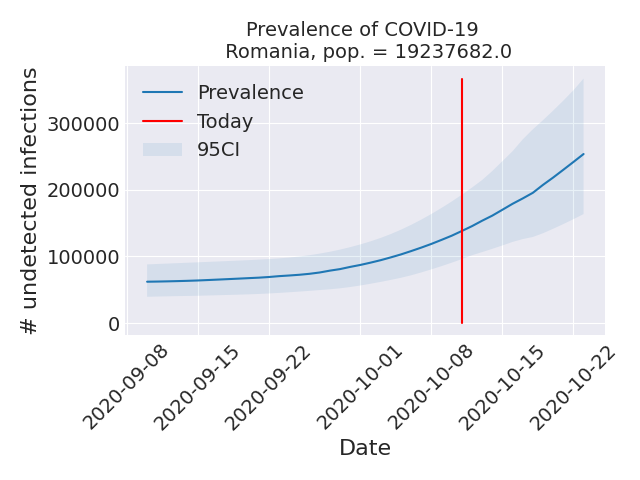 Prevalence of COVID-19
Romania, pop. = 19237682.0
Prevalence
Today
95CI
# undetected infections
300000
200000
100000
0
2020-09-08
2020-09-15
2020-09-22
2020-10-01
2020-10-08
2020-10-15
2020-10-22
Date